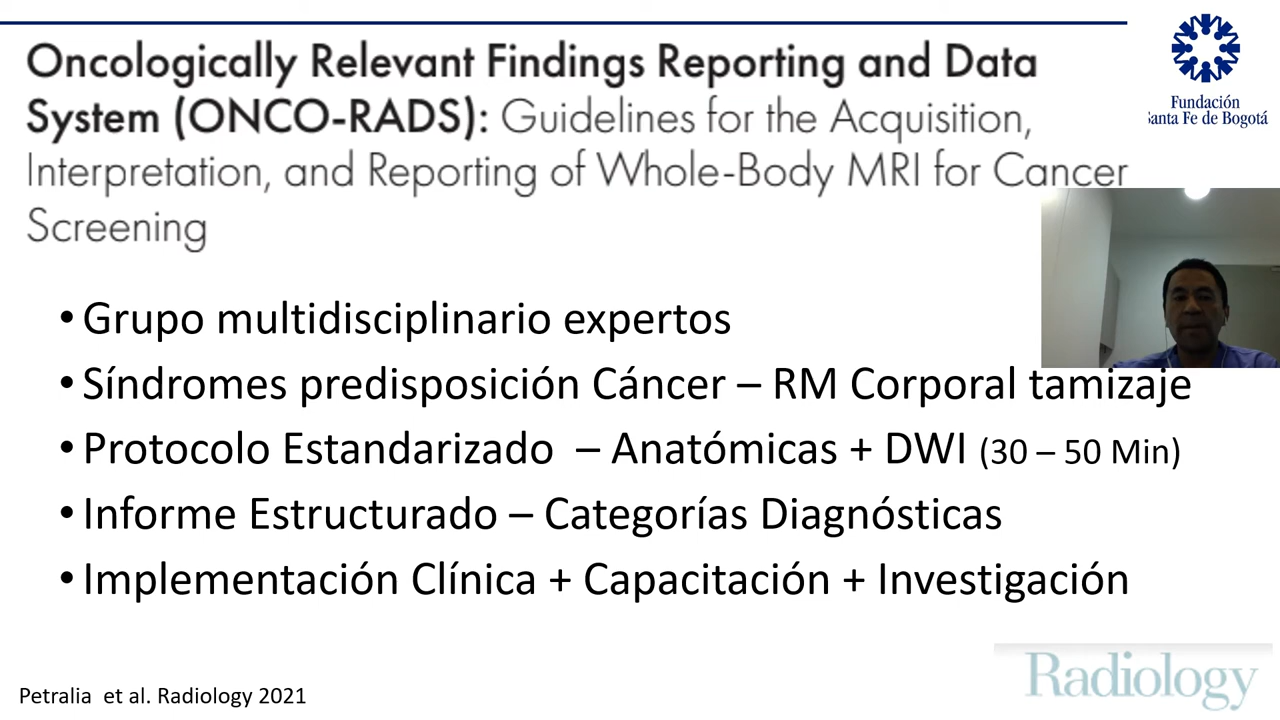 Oncologically Relevant Findings Reporting and Data
System (ONCO-RADS): Guidelines for the Acquisition,
Interpretation, and Reporting of Whole-Body MRI for Cancer
Screening
Fundación
Santa Fe de Bogotá
• Grupo multidisciplinario expertos
• Síndromes predisposición Cáncer – RM Corporal tamizaje
• Protocolo Estandarizado – Anatómicas + DWI (30 – 50 Min)
• Informe Estructurado – Categorías Diagnósticas
• Implementación Clínica + Capacitación + Investigación
Petralia et al. Radiology 2021
Radiology